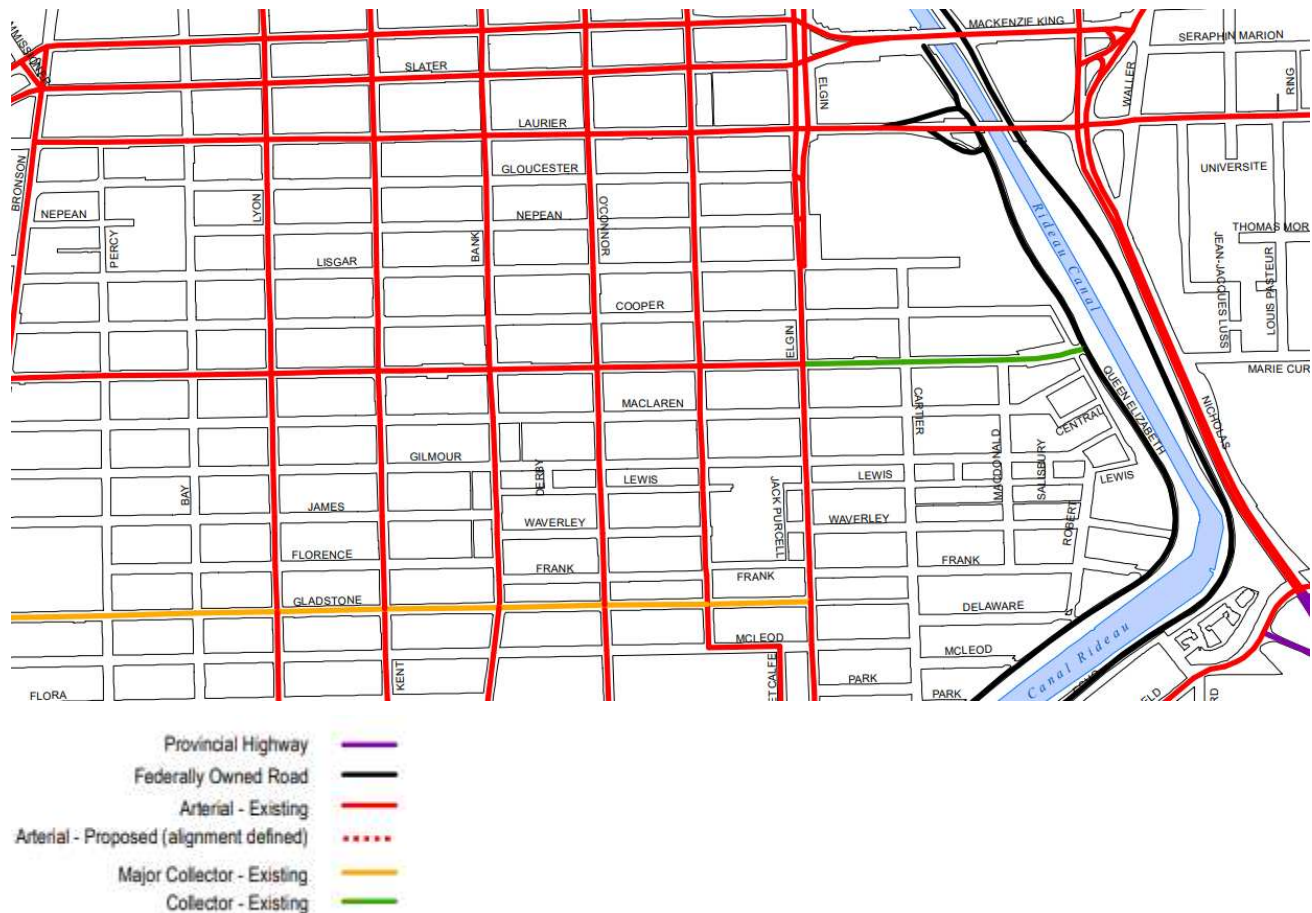 MACKENZIE KING
SERAPHIN MARION
SLATER
ELGIN
WALLER
RING
LAURIER
BRONSON
GLOUCESTER
UNIVERSITE
NEPEAN
LYON
NEPEAN
O'CONNOR
Rideau Canal
THOMAS MOR
PERCY
BANK
LISGAR
JEAN-JACQUES LUSS
LOUIS PASTEUR
COOPER
ELGIN
MARIE CUR
QUEEN ELIZABETH
MACLAREN
CARTIER
CENTRAL
NICHOLAS
GILMOUR
MACDONALD
SALISBURY
BAY
DERBY
LEWIS
JACK PURCELL
LEWIS
LEWIS
JAMES
WAVERLEY
WAVERLEY
ROBERT
FLORENCE
FRANK
FRANK
FRANK
GLADSTONE
DELAWARE
MCLEOD
MCLEOD
Canal Rideau
KENT
ETCALFE
PARK
PARK
FLORA
Provincial Highway
Federally Owned Road
Arterial - Existing
Arterial - Proposed (alignment defined)
Major Collector - Existing
Collector - Existing